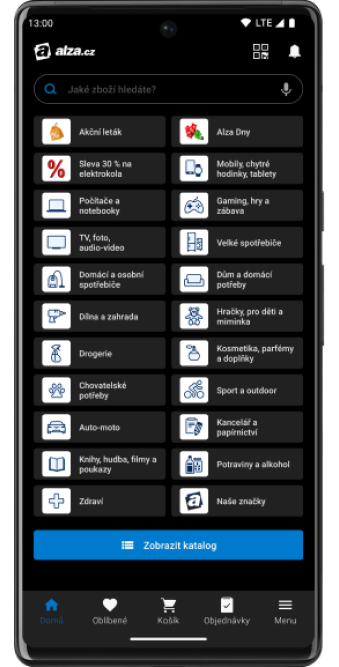 13:00
LTE
alza.cz
Jaké zboží hledáte?
Akční leták
Alza Dny
Sleva 30 % na
elektrokola
Mobily, chytré
hodinky, tablety
Počítače a
notebooky
Gaming, hry a
zábava
TV, foto,
audio-video
Velké spotřebiče
Domácí a osobní
spotřebiče
Dům a domácí
potřeby
Dílna a zahrada
Hračky, pro děti a
miminka
Drogerie
Kosmetika, parfémy
a doplňky
Chovatelské
potřeby
Sport a outdoor
Auto-moto
Kancelář a
papírnictví
Knihy, hudba, filmy a
poukazy
Potraviny a alkohol
Zdraví
Naše značky
Zobrazit katalog
Domů
Oblíbené
Košík
Objednávky
Menu